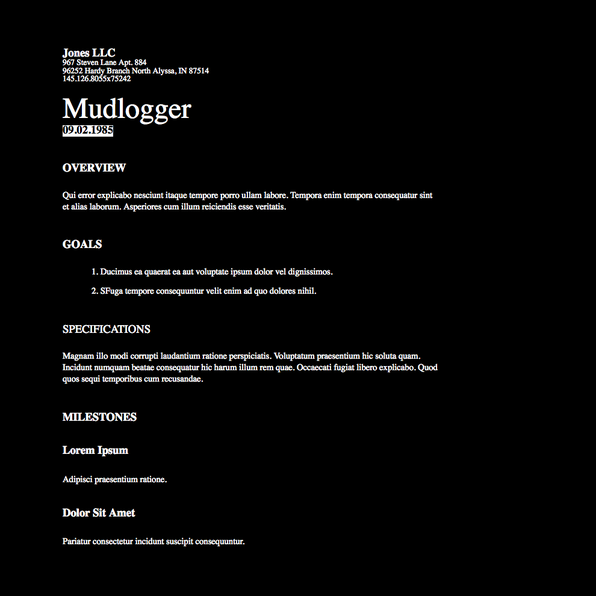 Jones LLC
967 Steven Lane Apt. 884
96252 Hardy Branch North Alyssa, IN 87514
145.126.8055x75242
Mudlogger
09.02.1985
OVERVIEW
Qui error explicabo nesciunt itaque tempore porro ullam labore. Tempora enim tempora consequatur sint
et alias laborum. Asperiores cum illum reiciendis esse veritatis.
GOALS
1. Ducimus ea quaerat ea aut voluptate ipsum dolor vel dignissimos.
2. SFuga tempore consequuntur velit enim ad quo dolores nihil.
SPECIFICATIONS
Magnam illo modi corrupti laudantium ratione perspiciatis. Voluptatum praesentium hic soluta quam.
Incidunt numquam beatae consequatur hic harum illum rem quae. Occaecati fugiat libero explicabo. Quod
quos sequi temporibus cum recusandae.
MILESTONES
Lorem Ipsum
Adipisci praesentium ratione.
Dolor Sit Amet
Pariatur consectetur incidunt suscipit consequuntur.